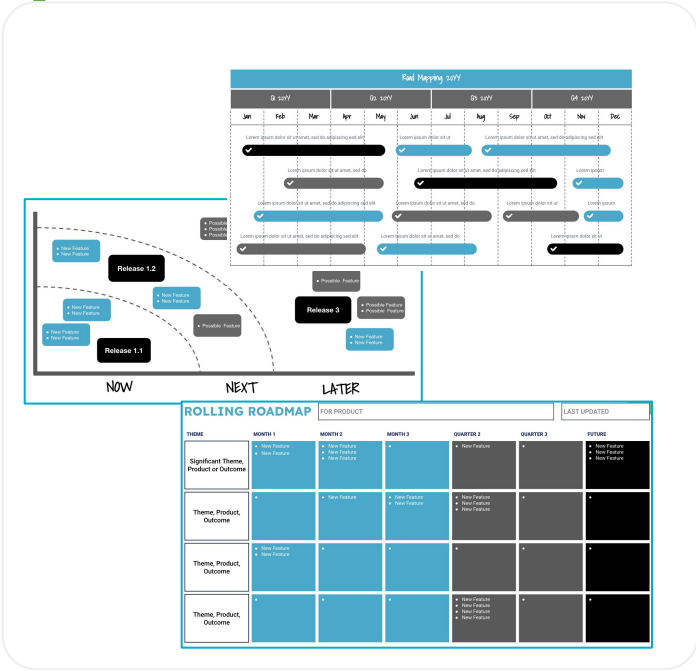 Road Mapping 20YY
Q1 20YY
Q2 20YY
Q3 20YY
Q4 20YY
Jan
Feb
Mar
Apr
May
Jun
Jul
Aug
Sep
Oct
Nov
Dec
Lorem ipsum dolor sit ut amet, sed do adipiscing sed elit
Lorem ipsum dolor sit ut
Lorem ipsum dolor sit ut amet, sed do adipiscing sed elit
Lorem ipsum dolor sit ut amet, sed do
Lorem ipsum dolor sit ut amet, sed do adipiscing sed elit
Lorem ipsum
Lorem ipsum dolor sit ut amet, sed do adipiscing sed elit
Lorem ipsum dolor sit ut amet, sed do
Lorem ipsum dolor sit ut
Lorem ipsum
Lorem ipsum dolor sit ut amet, sed do adipiscing sed elit
Lorem ipsum dolor sit ut amet, sed do
Lorem ipsum dolor sit ut
• Possible
• Possible
• Possible
• New Feature
• New Feature
Release 1.2
• New Feature
• New Feature
• New Feature
• New Feature
• New Feature
• New Feature
Release 1.1
• Possible Feature
• Possible Feature
Release 3
• Possible Feature
• Possible Feature
• New Feature
• New Feature
NOW
NEXT
LATER
ROLLING ROADMAP
FOR PRODUCT
LAST UPDATED
THEME
MONTH 1
MONTH 2
MONTH 3
QUARTER 2
QUARTER 3
FUTURE
Significant Theme,
Product or Outcome
• New Feature
• New Feature
• New Feature
• New Feature
• New Feature
•
• New Feature
•
• New Feature
• New Feature
• New Feature
Theme, Product,
Outcome
•
• New Feature
• New Feature
• New Feature
• New Feature
• New Feature
• New Feature
•
•
Theme, Product,
Outcome
• New Feature
• New Feature
•
•
•
•
•
Theme, Product,
Outcome
•
•
•
• New Feature
• New Feature
• New Feature
• New Feature
•
•